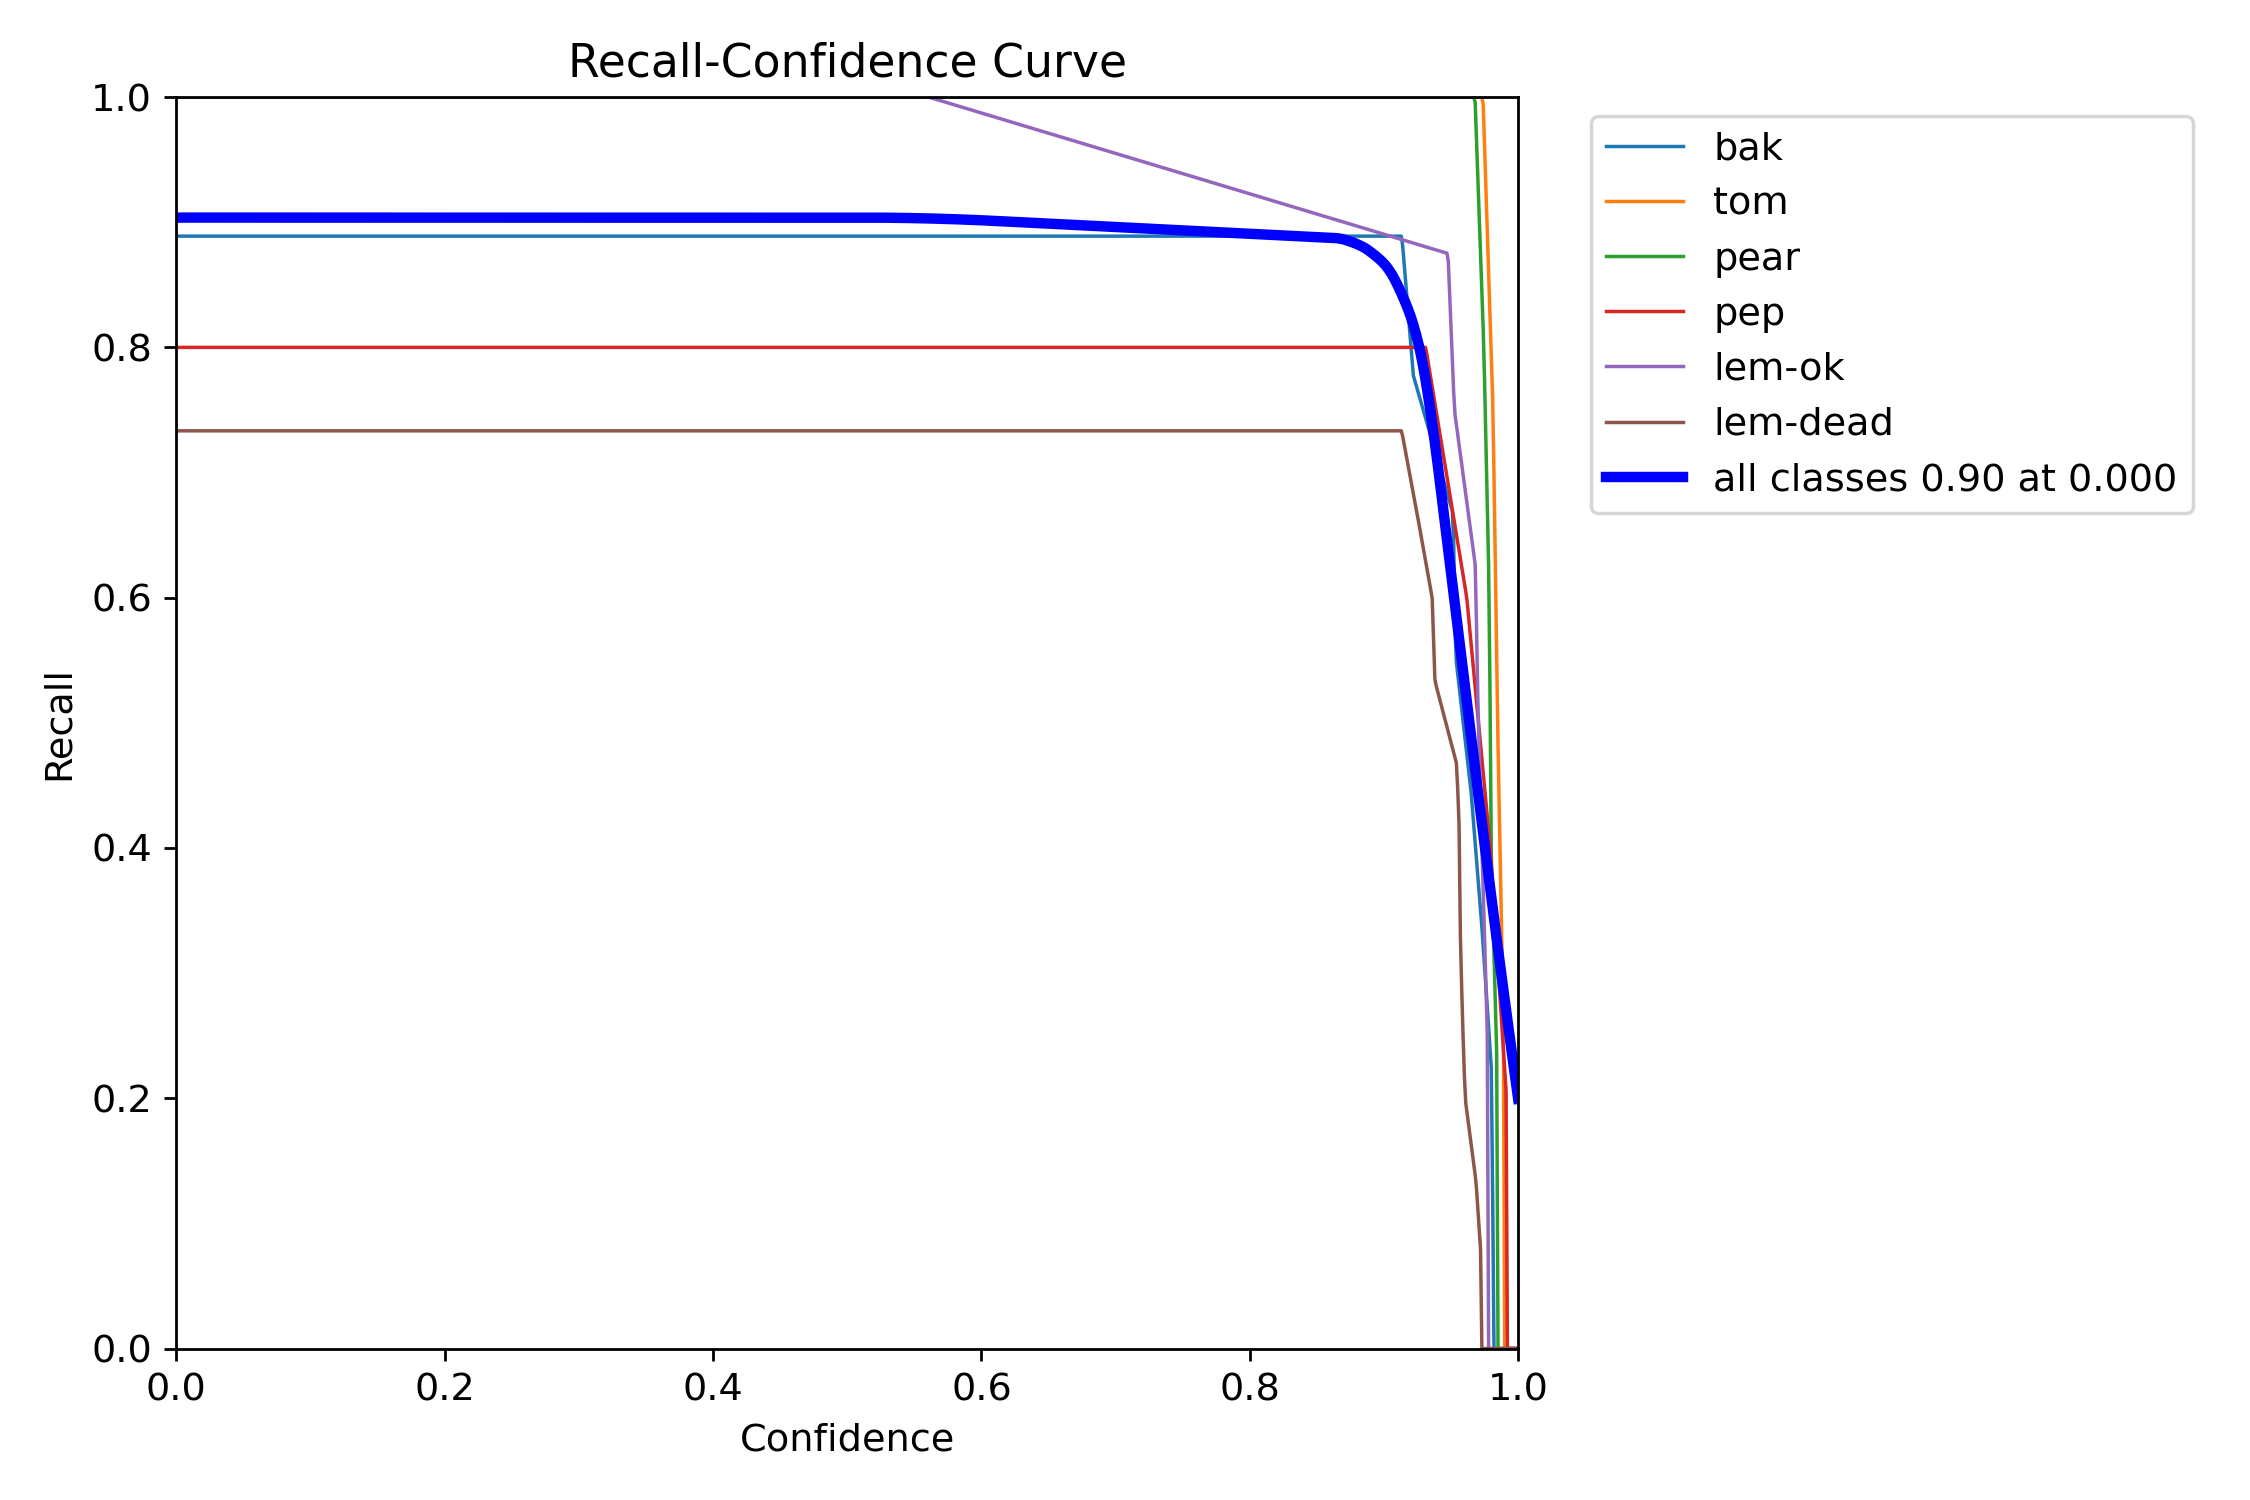 Recall-Confidence Curve
1.0
0.8
0.6
0.4
0.2
0.0
Recall
0.0 0.2 0.4 0.6 0.8 1.0
Confidence
bak
tom
pear
pep
lem-ok
lem-dead
all classes 0.90 at 0.000